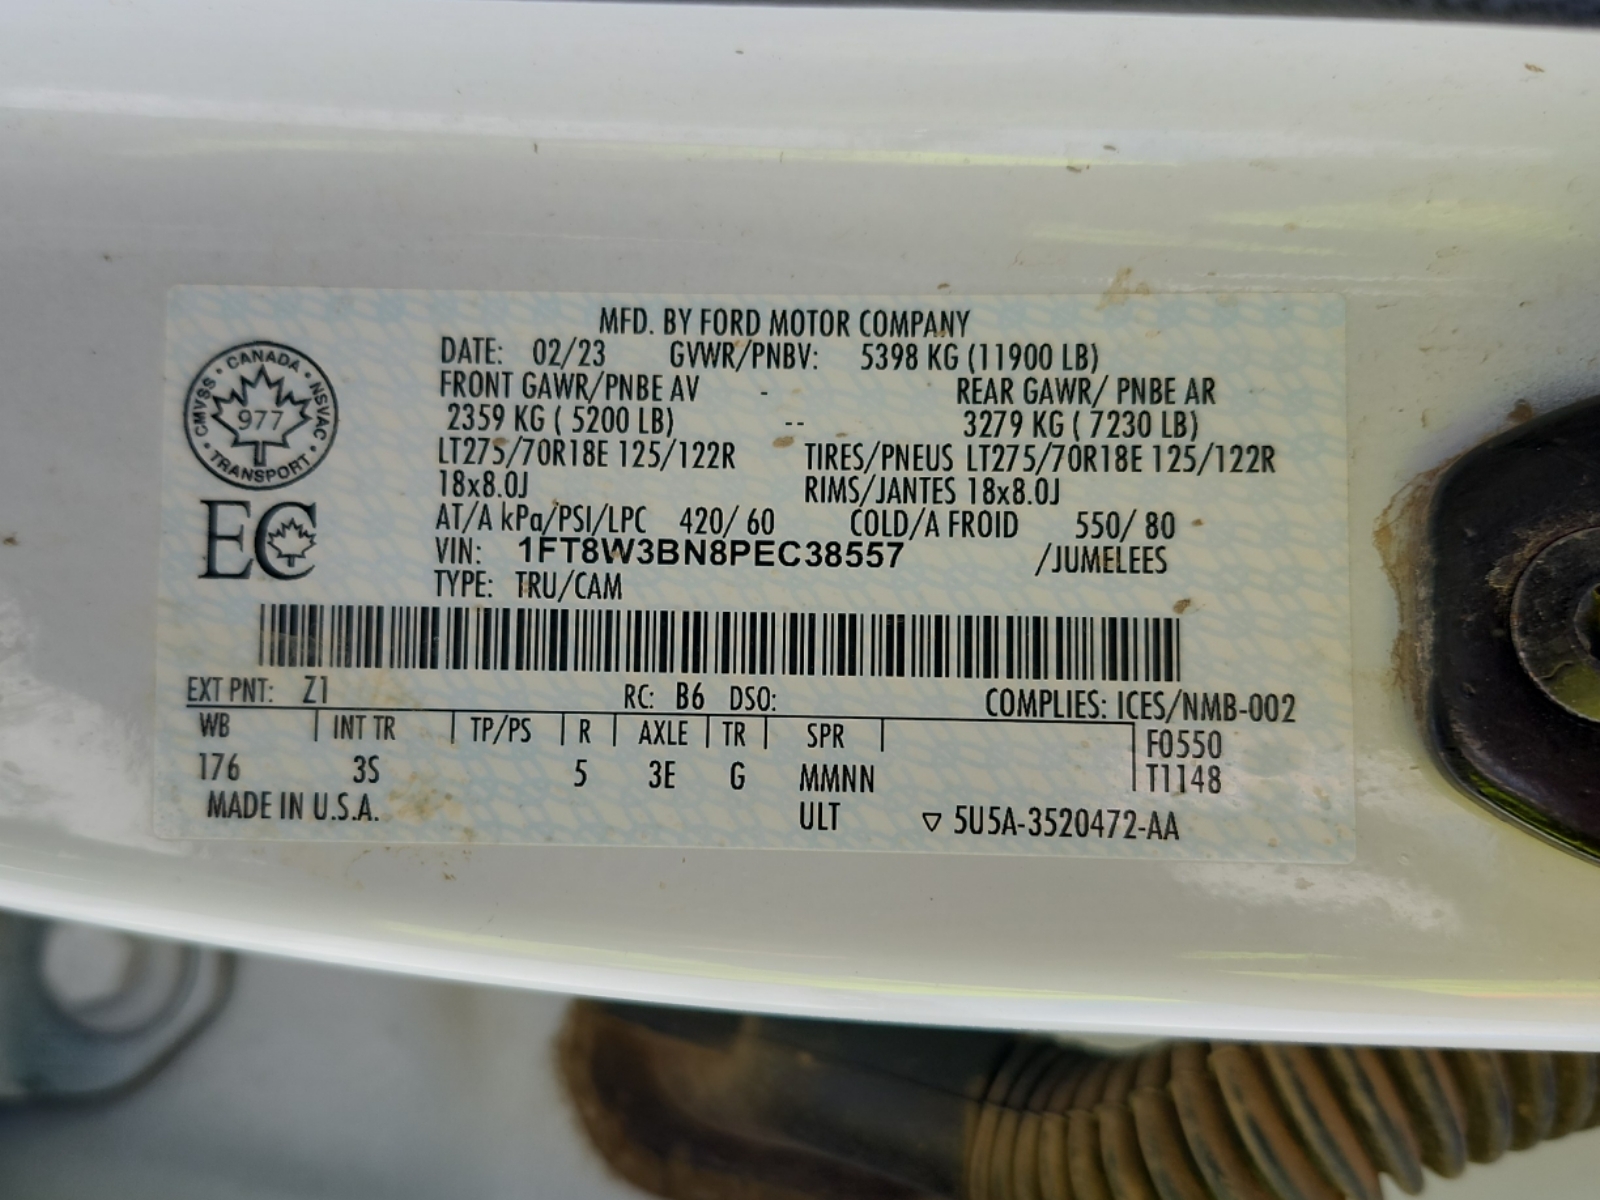 MFD. BY FORD MOTOR COMPANY
DATE: 02/23 GVWR/PNBV: 5398 KG (11900 LB)
FRONT GAWR/PNBE AV - REAR GAWR/ PNBE AR
2359 KG ( 5200 LB) -- 3279 KG ( 7230 LB)
LT275/70R18E 125/122R TIRES/PNEUS LT275/70R18E 125/122R
18x8.0J RIMS/JANTES 18x8.0J
AT/A kPa/PSI/LPC 420/ 60 COLD/A FROID 550/ 80
VIN: 1FT8W3BN8PEC38557 /JUMELEES
TYPE: TRU/CAM
CANADA
CMVSS · NSVAC
977
TRANSPORT
EC
EXT PNT: Z1 RC: B6 DSO: COMPLIES: ICES/NMB-002
WB | INT TR | TP/PS | R | AXLE | TR | SPR | F0550
176 3S 5 3E G MMNN | T1148
MADE IN U.S.A. ULT ▽ 5U5A-3520472-AA